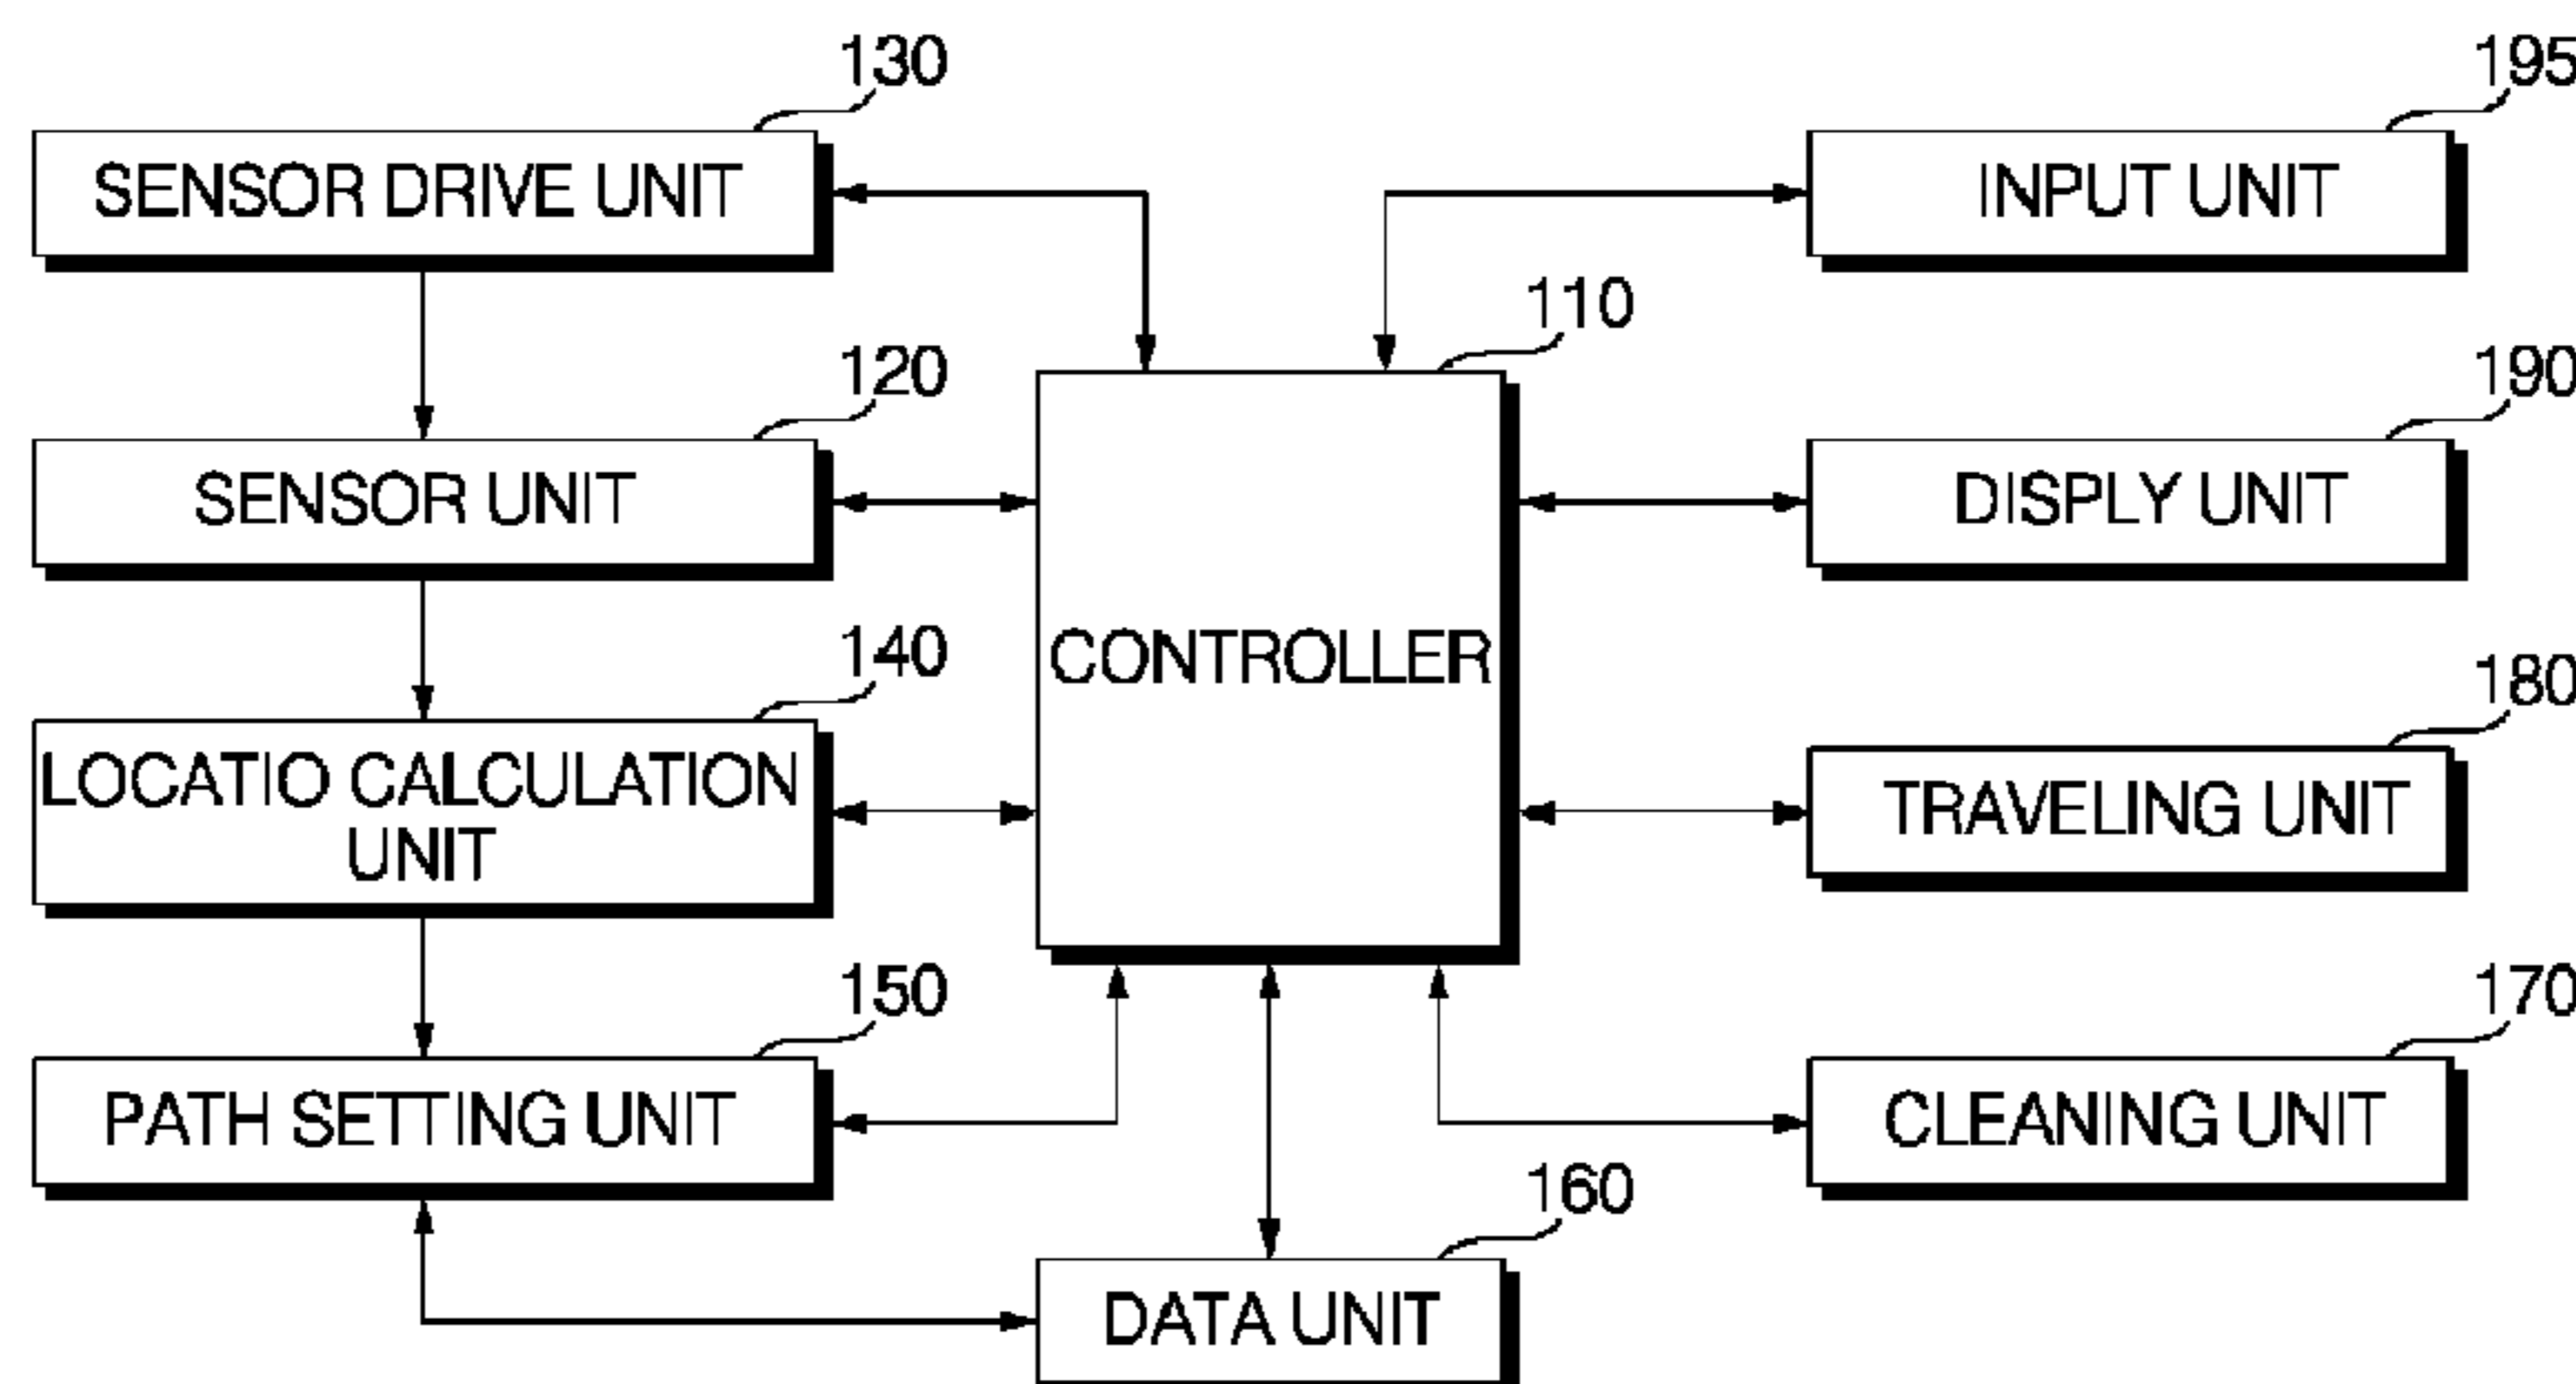 130
SENSOR DRIVE UNIT
195
INPUT UNIT
110
CONTROLLER
120
SENSOR UNIT
190
DISPLY UNIT
140
LOCATIO CALCULATION
UNIT
180
TRAVELING UNIT
150
PATH SETTING UNIT
170
CLEANING UNIT
160
DATA UNIT